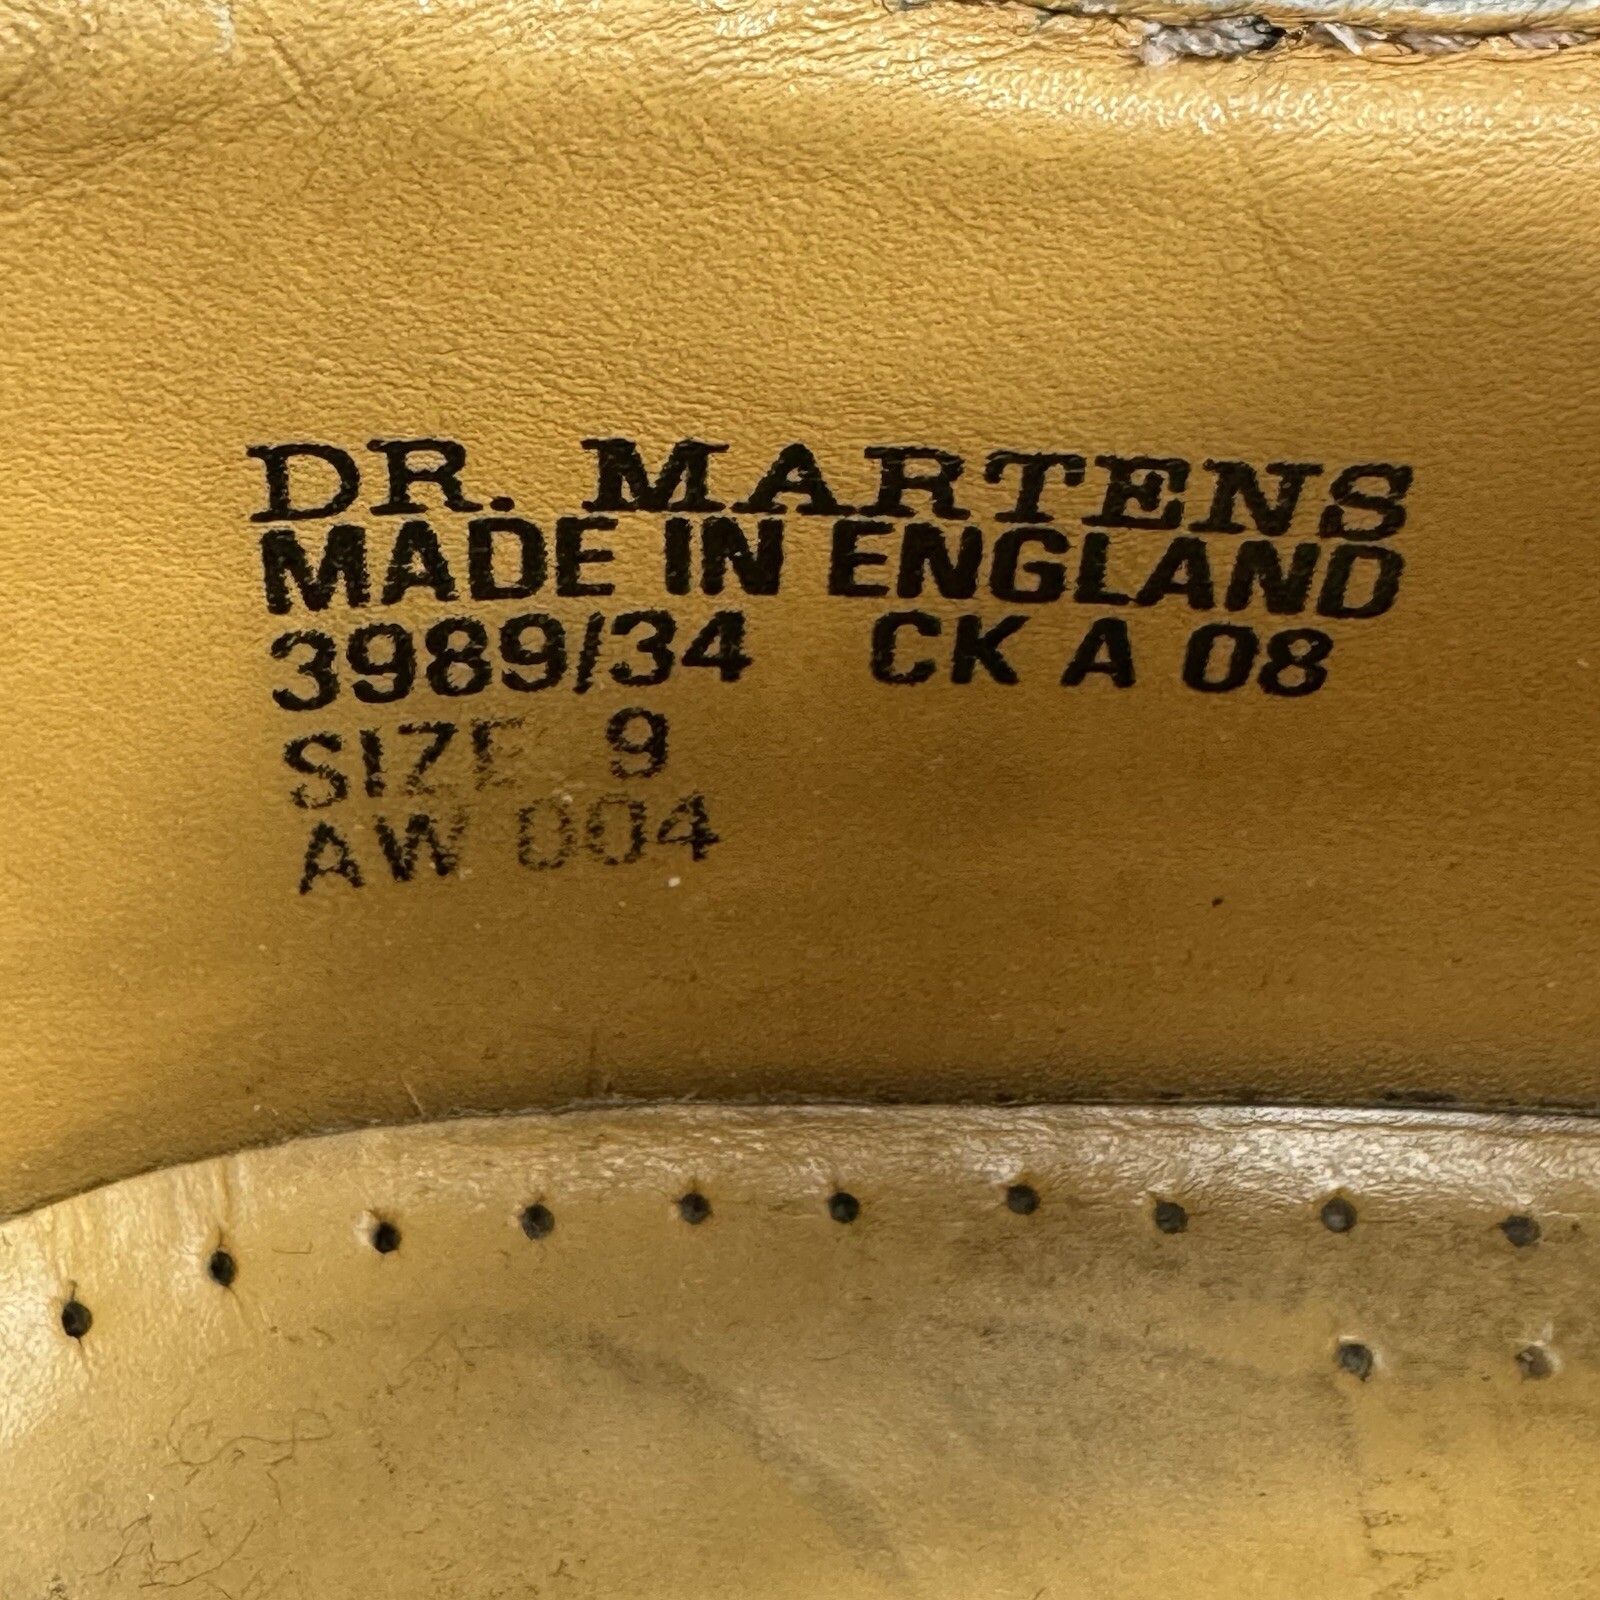 DR. MARTENS
MADE IN ENGLAND
3989/34 CK A 08
SIZE 9
AW 004